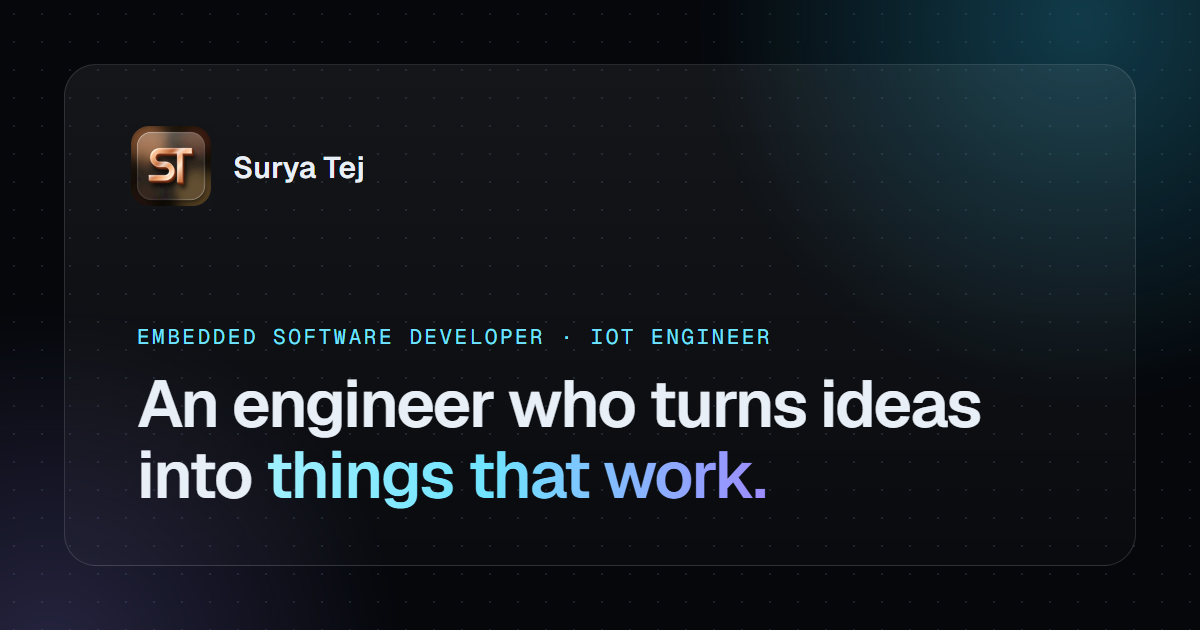 ST
Surya Tej
EMBEDDED SOFTWARE DEVELOPER · IOT ENGINEER
An engineer who turns ideas
into things that work.